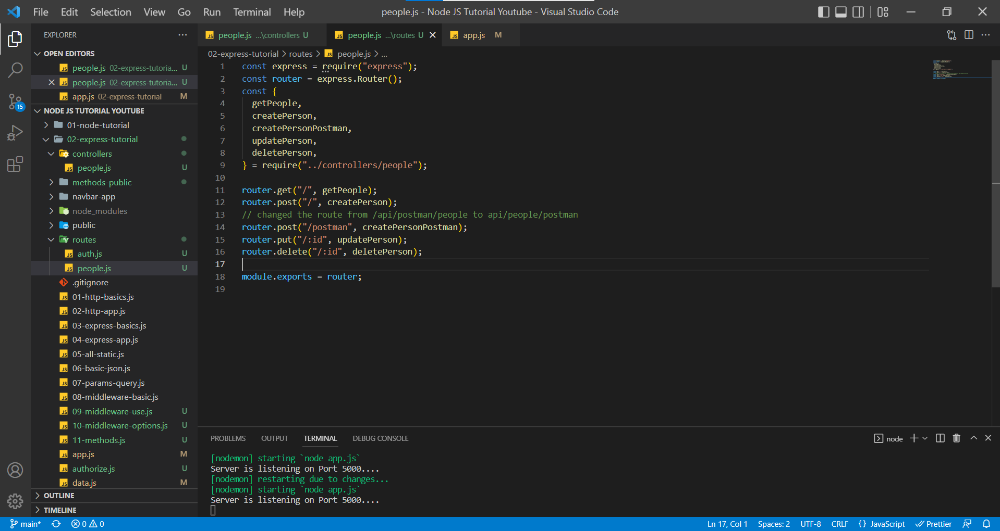 File Edit Selection View Go Run Terminal Help
people.js - Node JS Tutorial Youtube - Visual Studio Code
EXPLORER
OPEN EDITORS
people.js 02-express-tutoria... U
people.js 02-express-tutoria... U
app.js 02-express-tutorial M
15
NODE JS TUTORIAL YOUTUBE
01-node-tutorial
02-express-tutorial
controllers
people.js U
methods-public
navbar-app
node_modules
public
routes
auth.js U
people.js U
.gitignore
01-http-basics.js
02-http-app.js
03-express-basics.js
04-express-app.js
05-all-static.js
06-basic-json.js
07-params-query.js
08-middleware-basic.js
09-middleware-use.js U
10-middleware-options.js U
11-methods.js U
app.js M
authorize.js U
data.js M
OUTLINE
TIMELINE
people.js ...\controllers U
people.js ...\routes U
app.js M
02-express-tutorial > routes > people.js > ...
1 const express = require("express");
2 const router = express.Router();
3 const {
4 getPeople,
5 createPerson,
6 createPersonPostman,
7 updatePerson,
8 deletePerson,
9 } = require("../controllers/people");
10
11 router.get("/", getPeople);
12 router.post("/", createPerson);
13 // changed the route from /api/postman/people to api/people/postman
14 router.post("/postman", createPersonPostman);
15 router.put("/:id", updatePerson);
16 router.delete("/:id", deletePerson);
17
18 module.exports = router;
19
PROBLEMS OUTPUT TERMINAL DEBUG CONSOLE
node
[nodemon] starting `node app.js`
Server is listening on Port 5000....
[nodemon] restarting due to changes...
[nodemon] starting `node app.js`
Server is listening on Port 5000....
main* 0 0
Ln 17, Col 1 Spaces: 2 UTF-8 CRLF {} JavaScript Prettier